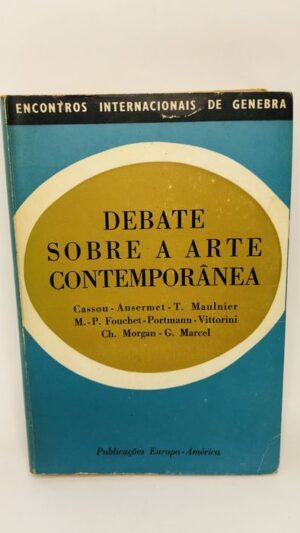 ENCONTROS INTERNACIONAIS DE GENEBRA
DEBATE
SOBRE A ARTE
CONTEMPORÂNEA
Cassou - Ansermet - T. Maulnier
M.-P. Fouchet - Portmann - Vittorini
Ch. Morgan - G. Marcel
Publicações Europa-América